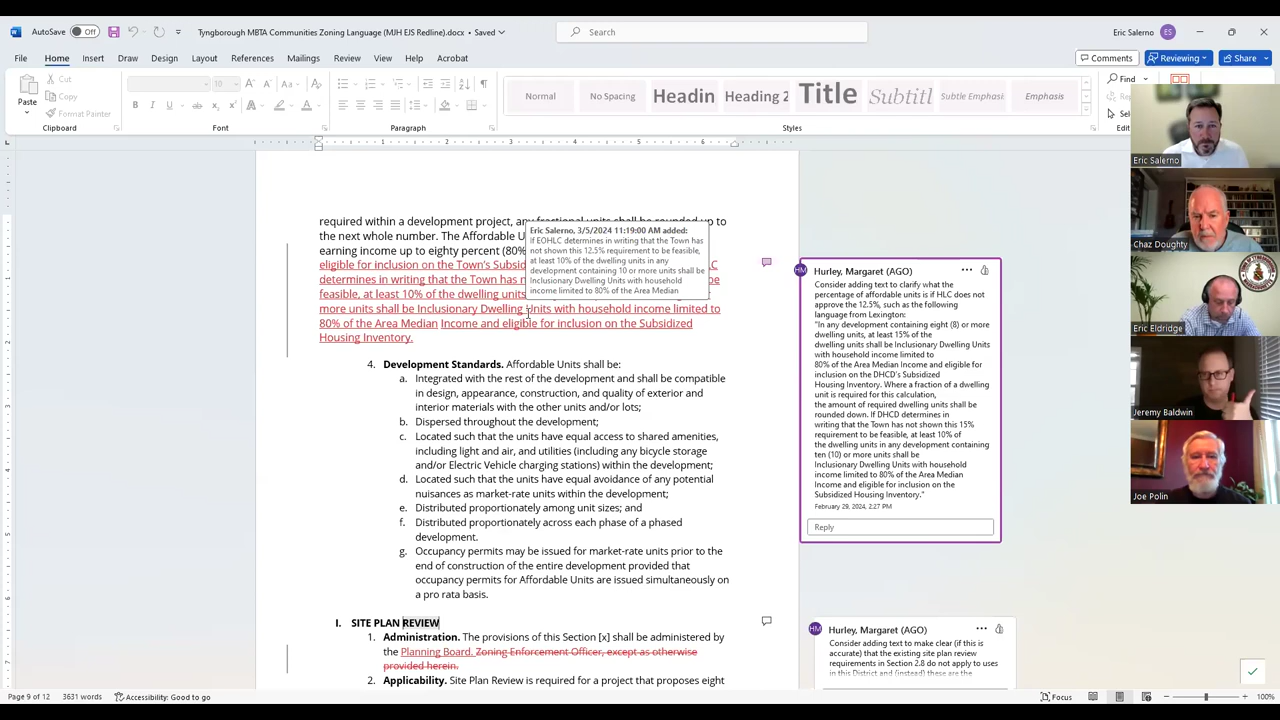 AutoSave Off Tyngborough MBTA Communities Zoning Language (MJH EJS Redline).docx • Saved Search Eric Salerno ES
File Home Insert Draw Design Layout References Mailings Review View Help Acrobat Comments Reviewing Share
Paste Cut Copy Format Painter
10
Normal No Spacing Headin Heading 2 Title Subtitl Subtle Emphasi Emphasis
Find
Clipboard Font Paragraph Styles
required within a development project, any fractional units shall be rounded up to
the next whole number. The Affordable U
earning income up to eighty percent (80%
eligible for inclusion on the Town's Subsid
determines in writing that the Town has n
feasible, at least 10% of the dwelling units
more units shall be Inclusionary Dwelling Units with household income limited to
80% of the Area Median Income and eligible for inclusion on the Subsidized
Housing Inventory.
Eric Salerno, 3/5/2024 11:19:00 AM added:
if EOHLC determines in writing that the Town has
not shown this 12.5% requirement to be feasible,
at least 10% of the dwelling units in any
development containing 10 or more units shall be
Inclusionary Dwelling Units with household
income limited to 80% of the Area Median
4. Development Standards. Affordable Units shall be:
a. Integrated with the rest of the development and shall be compatible
in design, appearance, construction, and quality of exterior and
interior materials with the other units and/or lots;
b. Dispersed throughout the development;
c. Located such that the units have equal access to shared amenities,
including light and air, and utilities (including any bicycle storage
and/or Electric Vehicle charging stations) within the development;
d. Located such that the units have equal avoidance of any potential
nuisances as market-rate units within the development;
e. Distributed proportionately among unit sizes; and
f. Distributed proportionately across each phase of a phased
development.
g. Occupancy permits may be issued for market-rate units prior to the
end of construction of the entire development provided that
occupancy permits for Affordable Units are issued simultaneously on
a pro rata basis.
I. SITE PLAN REVIEW
1. Administration. The provisions of this Section [x] shall be administered by
the Planning Board. Zoning Enforcement Officer, except as otherwise
provided herein.
2. Applicability. Site Plan Review is required for a project that proposes eight
HM Hurley, Margaret (AGO)
Consider adding text to clarify what the
percentage of affordable units is if HLC does not
approve the 12.5%, such as the following
language from Lexington:
"In any development containing eight (8) or more
dwelling units, at least 15% of the
dwelling units shall be Inclusionary Dwelling Units
with household income limited to
80% of the Area Median Income and eligible for
inclusion on the DHCD's Subsidized
Housing Inventory. Where a fraction of a dwelling
unit is required for this calculation,
the amount of required dwelling units shall be
rounded down. If DHCD determines in
writing that the Town has not shown this 15%
requirement to be feasible, at least 10% of
the dwelling units in any development containing
ten (10) or more units shall be
Inclusionary Dwelling Units with household
income limited to 80% of the Area Median
Income and eligible for inclusion on the
Subsidized Housing Inventory."
February 29, 2024, 2:27 PM
Reply
HM Hurley, Margaret (AGO)
Consider adding text to make clear (if this is
accurate) that the existing site plan review
requirements in Section 2.8 do not apply to uses
in this District and (instead) these are the
Eric Salerno
Chaz Doughty
Eric Eldridge
Jeremy Baldwin
Joe Polin
Page 9 of 12 3631 words Accessibility: Good to go Focus 100%